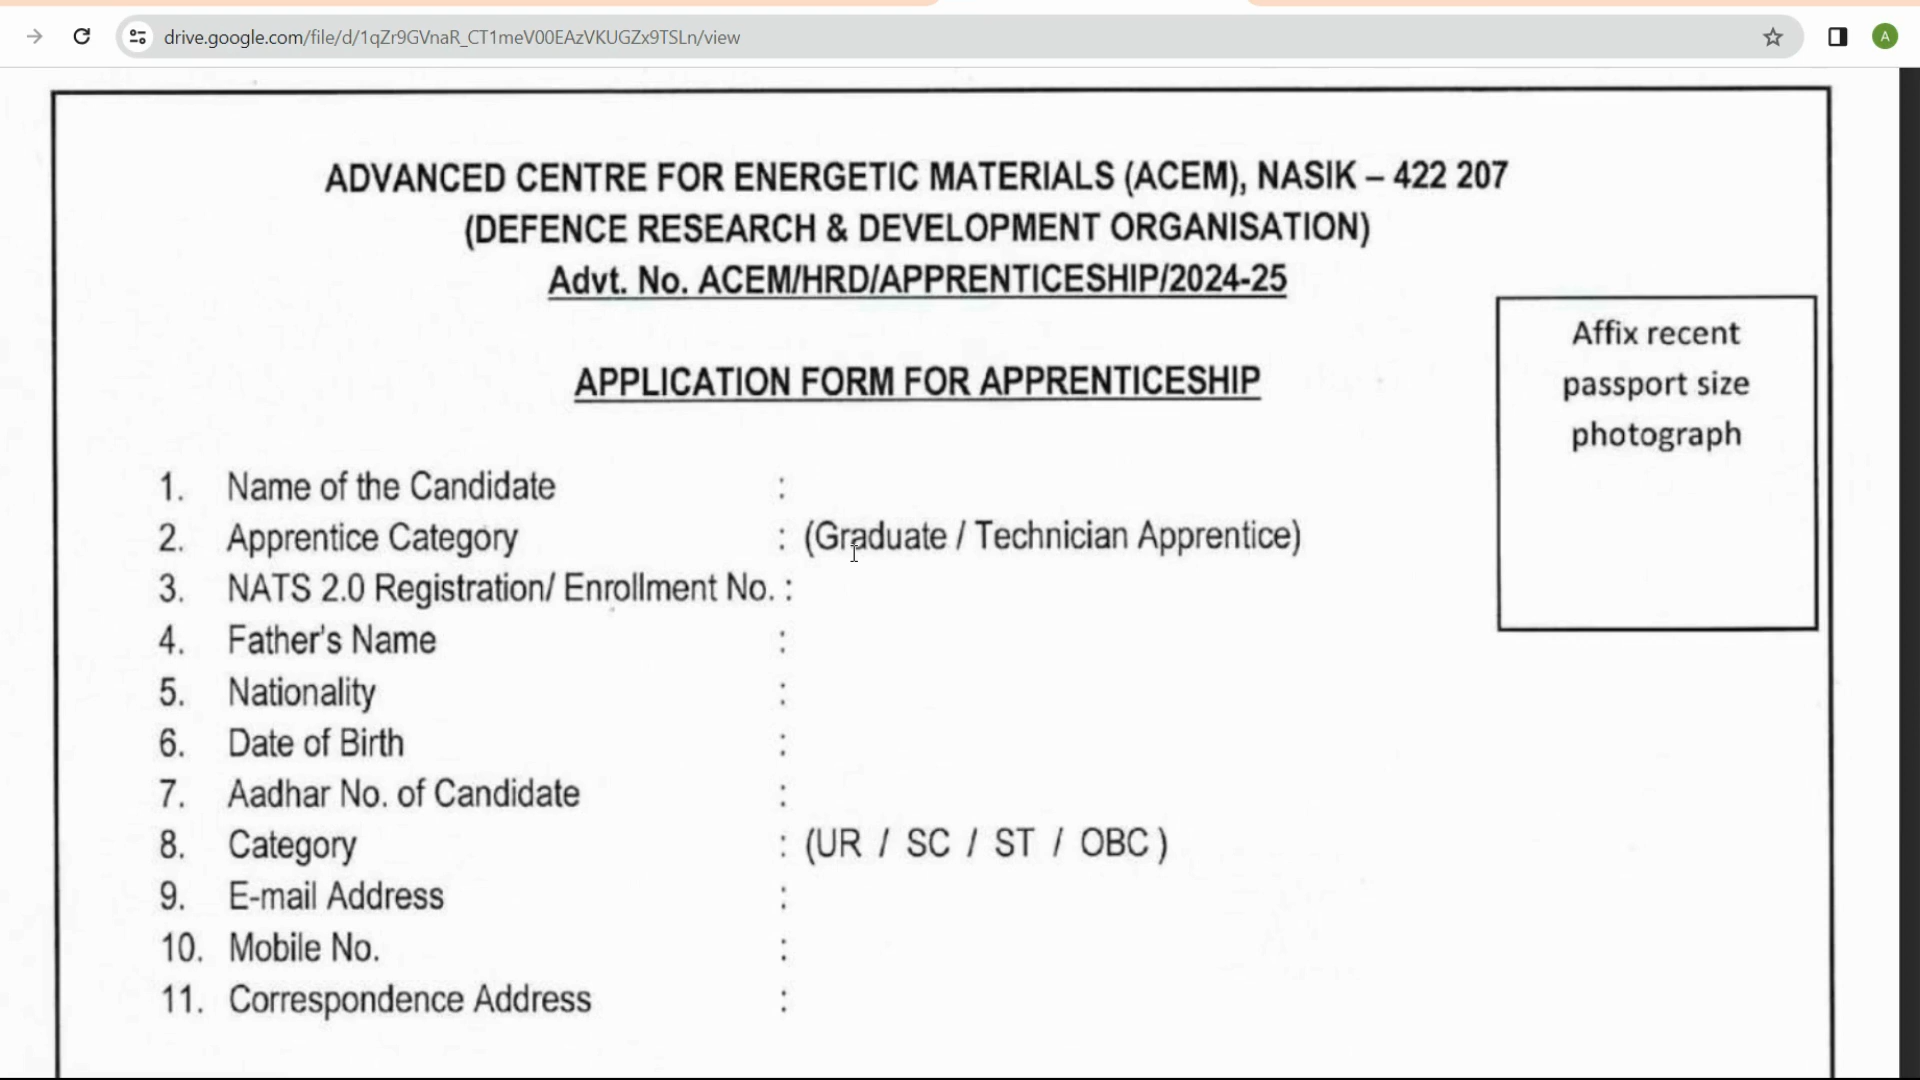 drive.google.com/file/d/1qZr9GVnaR_CT1meV00EAzVKUGZx9TSLn/view
A
ADVANCED CENTRE FOR ENERGETIC MATERIALS (ACEM), NASIK – 422 207
(DEFENCE RESEARCH & DEVELOPMENT ORGANISATION)
Advt. No. ACEM/HRD/APPRENTICESHIP/2024-25
Affix recent
passport size
photograph
APPLICATION FORM FOR APPRENTICESHIP
1. Name of the Candidate :
2. Apprentice Category : (Graduate / Technician Apprentice)
3. NATS 2.0 Registration/ Enrollment No. :
4. Father's Name :
5. Nationality :
6. Date of Birth :
7. Aadhar No. of Candidate :
8. Category : (UR / SC / ST / OBC )
9. E-mail Address :
10. Mobile No. :
11. Correspondence Address :